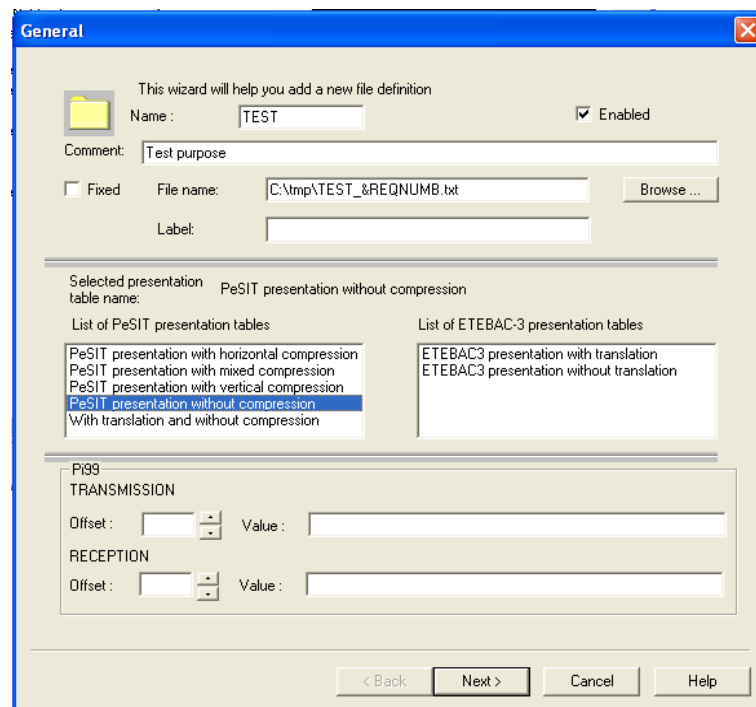 General
This wizard will help you add a new file definition
Name : TEST Enabled
Comment: Test purpose
Fixed File name: C:\tmp\TEST_&REQNUMB.txt Browse ...
Label:
Selected presentation table name: PeSIT presentation without compression
List of PeSIT presentation tables List of ETEBAC-3 presentation tables
PeSIT presentation with horizontal compression ETEBAC3 presentation with translation
PeSIT presentation with mixed compression ETEBAC3 presentation without translation
PeSIT presentation with vertical compression
PeSIT presentation without compression
With translation and without compression
Pi99
TRANSMISSION
Offset : Value :
RECEPTION
Offset : Value :
< Back Next > Cancel Help